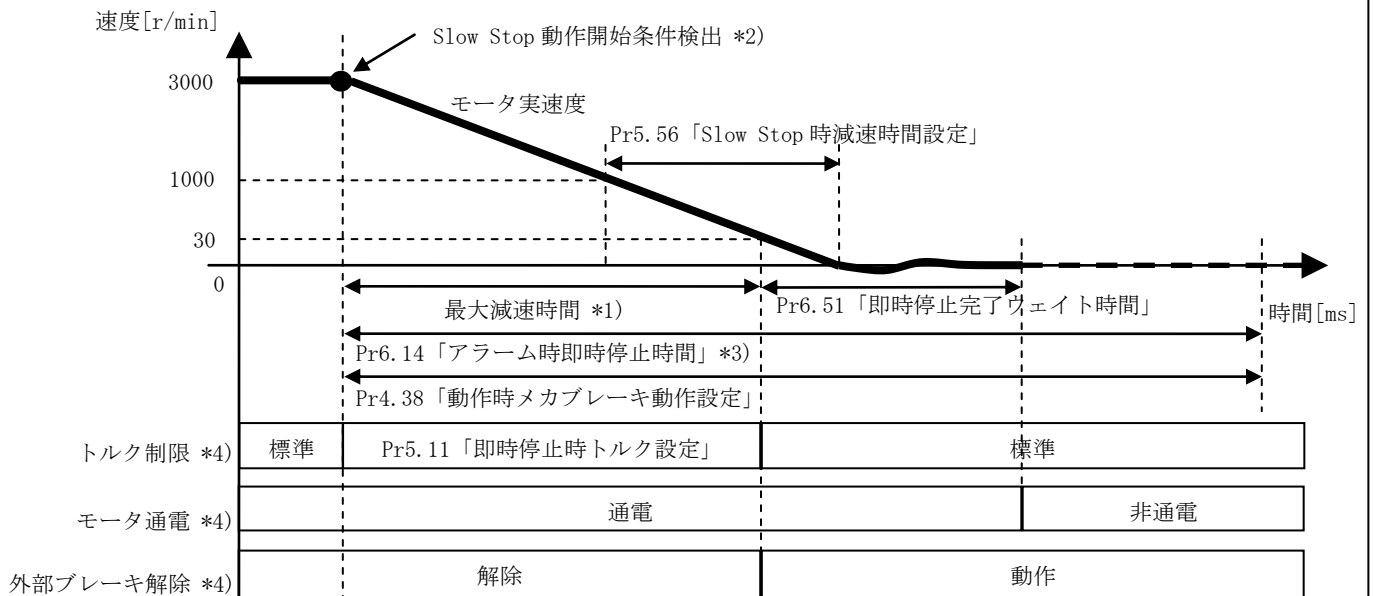 速度[r/min]
Slow Stop 動作開始条件検出 *2)
3000
モータ実速度
Pr5.56「Slow Stop 時減速時間設定」
1000
30
0
最大減速時間 *1)
Pr6.51「即時停止完了ウェイト時間」
時間[ms]
Pr6.14「アラーム時即時停止時間」*3)
Pr4.38「動作時メカブレーキ動作設定」
トルク制限 *4)
標準
Pr5.11「即時停止時トルク設定」
標準
モータ通電 *4)
通電
非通電
外部ブレーキ解除 *4)
解除
動作